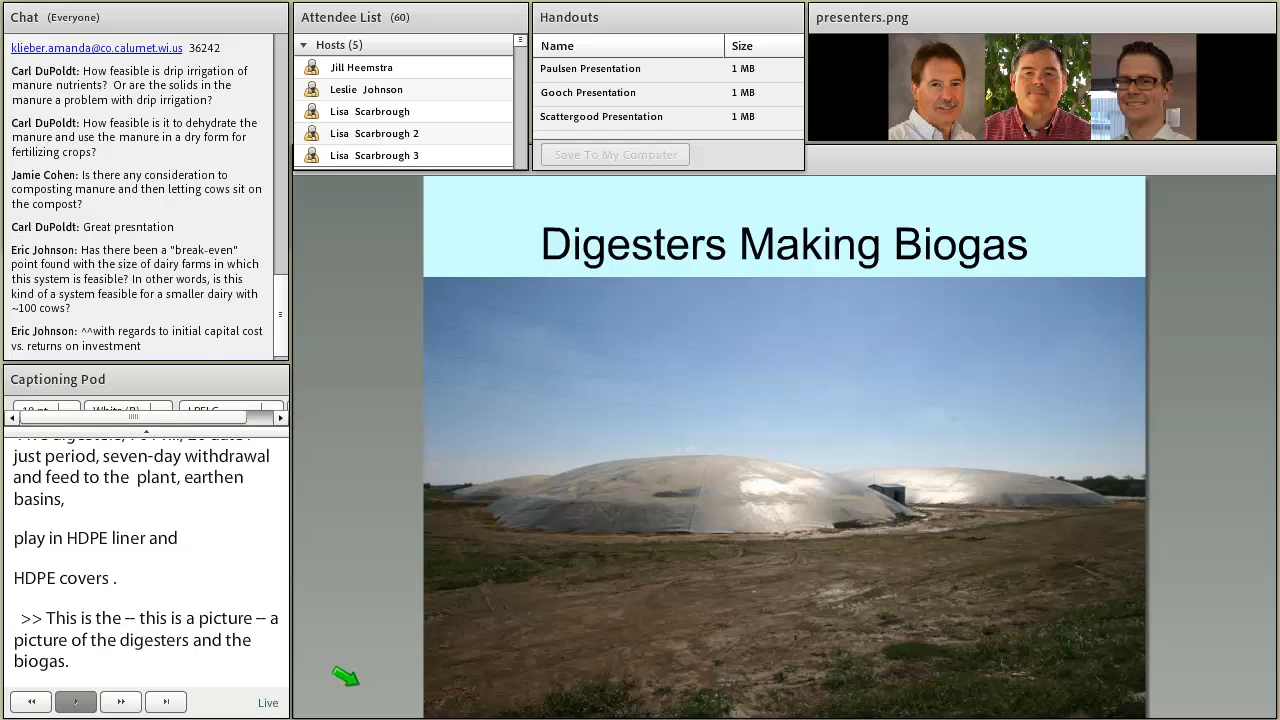 Chat (Everyone)
klieber.amanda@co.calumet.wi.us 36242
Carl DuPoldt: How feasible is drip irrigation of
manure nutrients? Or are the solids in the
manure a problem with drip irrigation?
Carl DuPoldt: How feasible is it to dehydrate the
manure and use the manure in a dry form for
fertilizing crops?
Jamie Cohen: Is there any consideration to
composting manure and then letting cows sit on
the compost?
Carl DuPoldt: Great presntation
Eric Johnson: Has there been a "break-even"
point found with the size of dairy farms in which
this system is feasible? In other words, is this
kind of a system feasible for a smaller dairy with
~100 cows?
Eric Johnson: ^^with regards to initial capital cost
vs. returns on investment
Captioning Pod
just period, seven-day withdrawal
and feed to the plant, earthen
basins,
play in HDPE liner and
HDPE covers .
>> This is the -- this is a picture -- a
picture of the digesters and the
biogas.
Live
Attendee List (60)
Hosts (5)
Jill Heemstra
Leslie Johnson
Lisa Scarbrough
Lisa Scarbrough 2
Lisa Scarbrough 3
Handouts
Name Size
Paulsen Presentation 1 MB
Gooch Presentation 1 MB
Scattergood Presentation 1 MB
Save To My Computer
presenters.png
Digesters Making Biogas